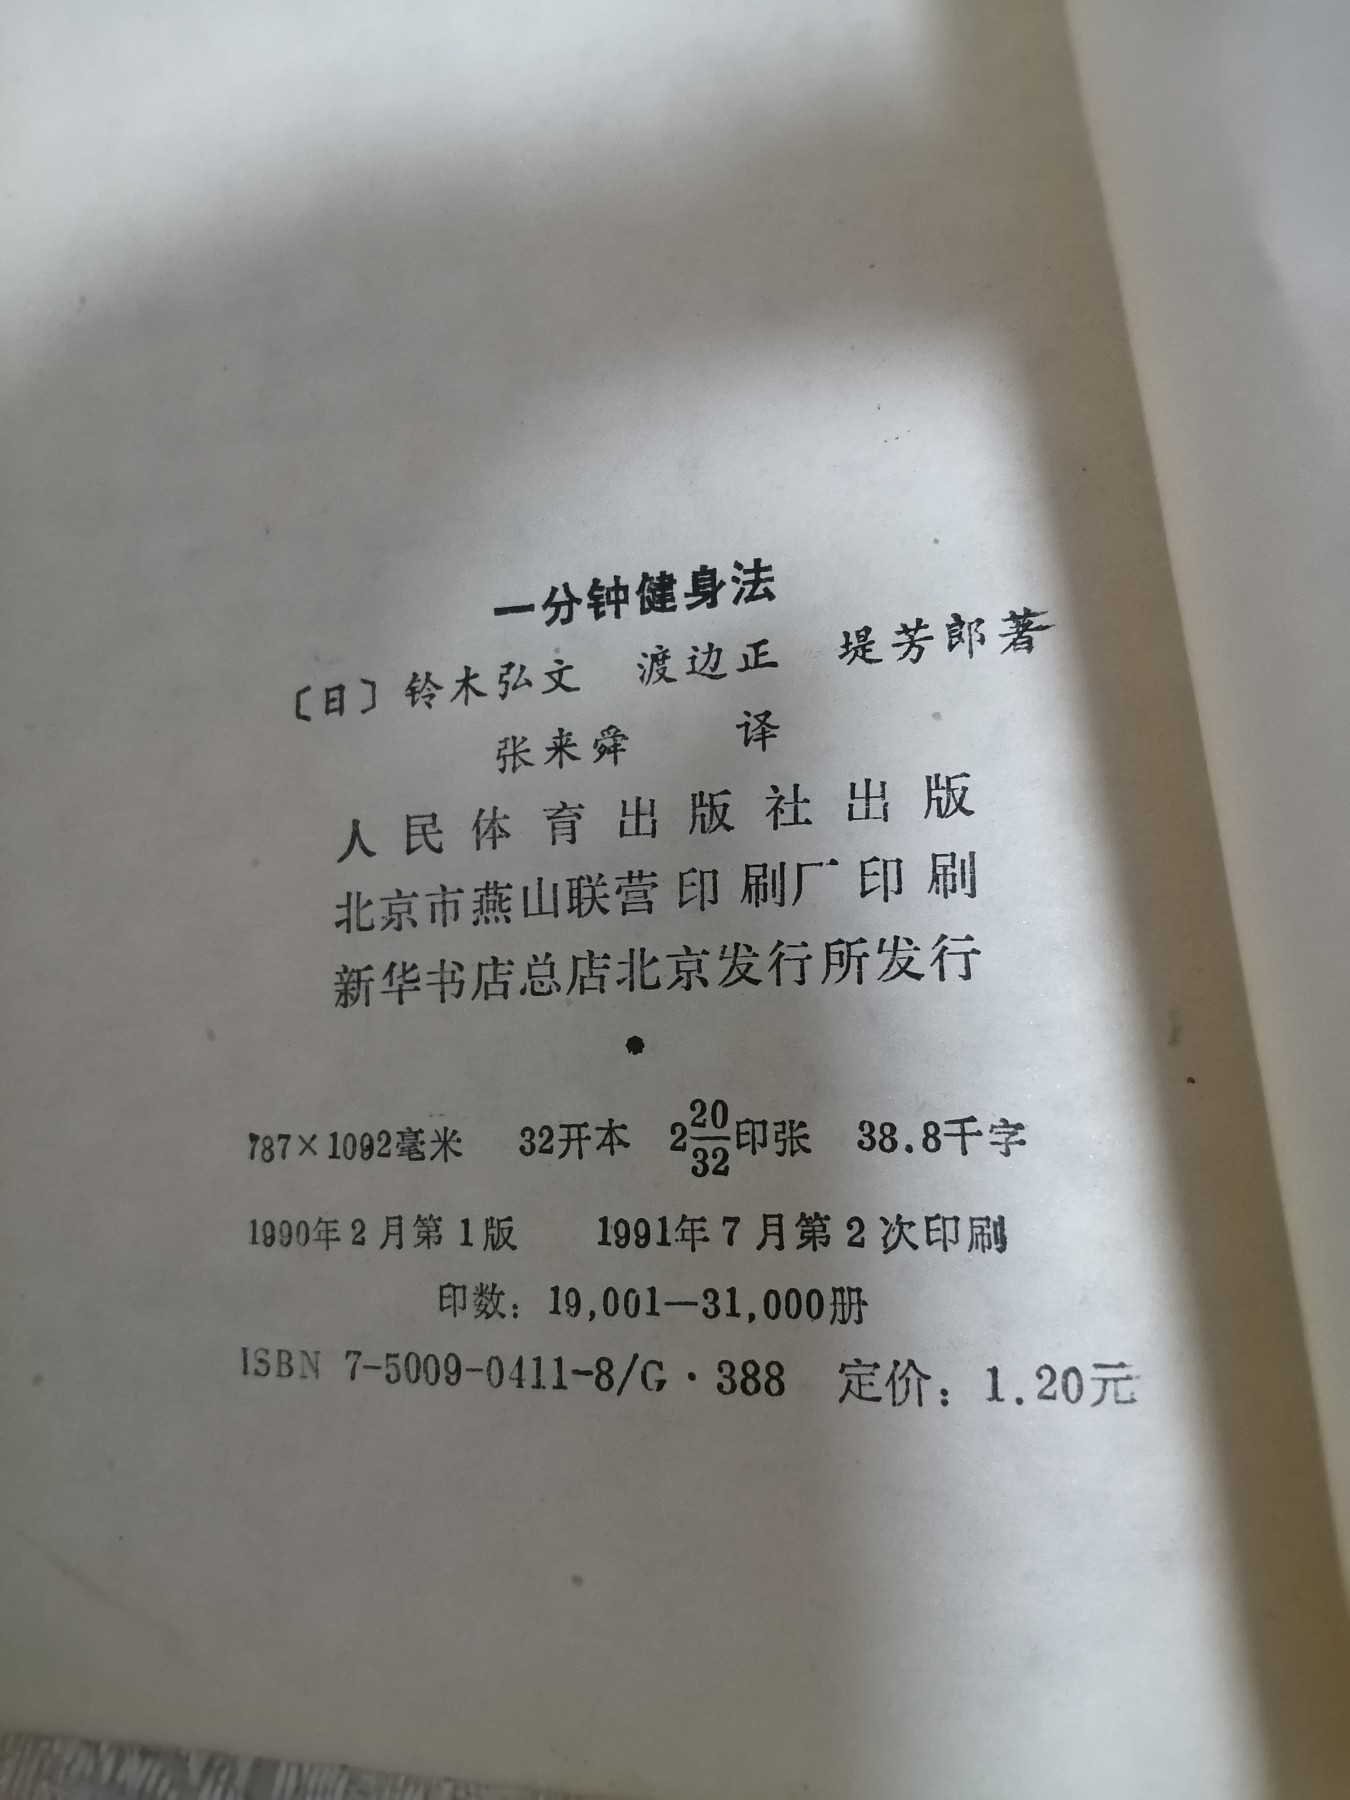 一分钟健身法
〔日〕铃木弘文 渡边正 堤芳郎著
张来舜 译
人民体育出版社出版
北京市燕山联营印刷厂印刷
新华书店总店北京发行所发行
●
787×1092毫米 32开本 2 20/32印张 38.8千字
1990年2月第1版 1991年7月第2次印刷
印数：19,001—31,000册
ISBN 7-5009-0411-8/G·388 定价：1.20元